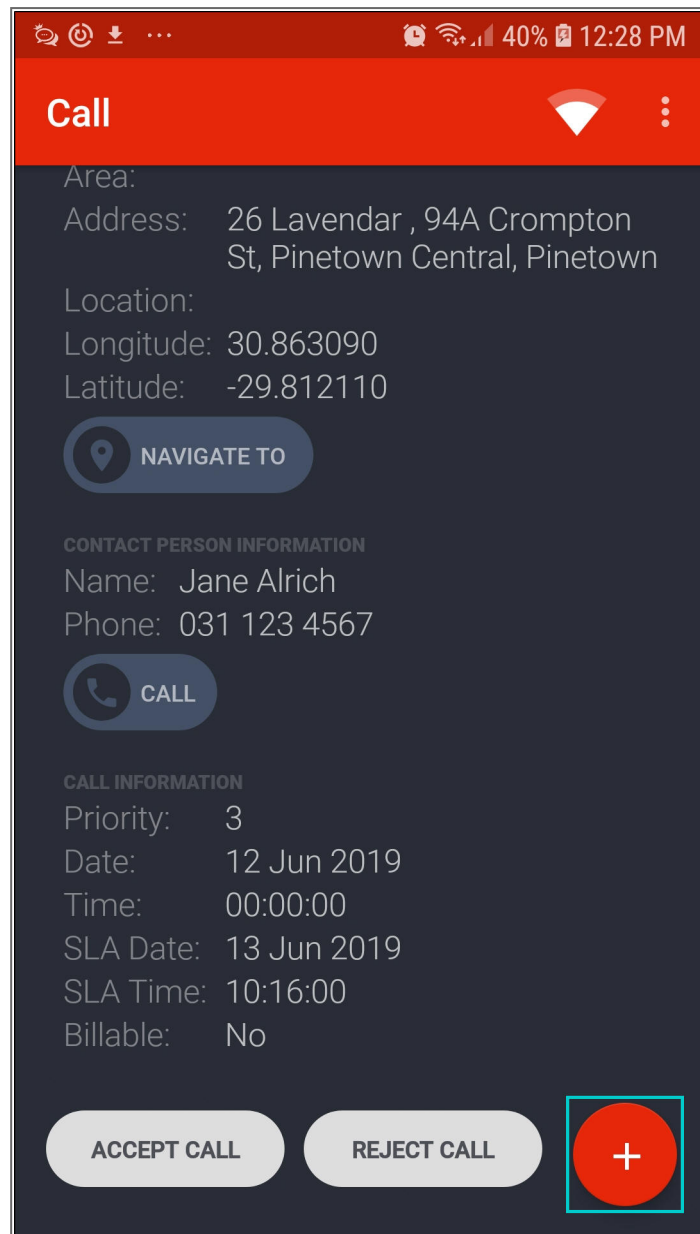 40% 12:28 PM
Call
Area:
Address: 26 Lavendar , 94A Crompton
St, Pinetown Central, Pinetown
Location:
Longitude: 30.863090
Latitude: -29.812110
NAVIGATE TO
CONTACT PERSON INFORMATION
Name: Jane Alrich
Phone: 031 123 4567
CALL
CALL INFORMATION
Priority: 3
Date: 12 Jun 2019
Time: 00:00:00
SLA Date: 13 Jun 2019
SLA Time: 10:16:00
Billable: No
ACCEPT CALL REJECT CALL +